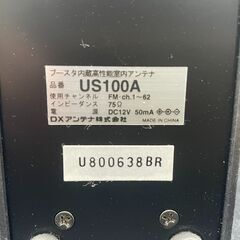 ブースタ内蔵高性能室内アンテナ
品番 US100A
使用チャンネル FM・ch.1～62
インピーダンス 75Ω
電源 DC12V 50mA
DXアンテナ株式会社
MADE IN CHINA
U800638BR